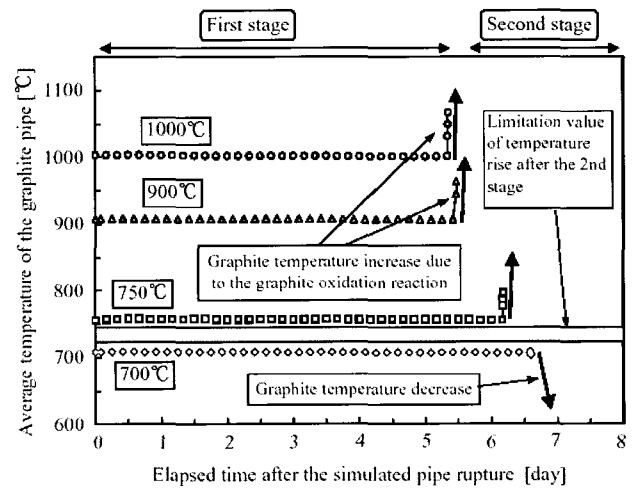 First stage
Second stage
Average temperature of the graphite pipe [℃]
1100
1000
900
800
700
600
1000℃
900℃
750℃
700℃
Limitation value
of temperature
rise after the 2nd
stage
Graphite temperature increase due
to the graphite oxidation reaction
Graphite temperature decrease
0 1 2 3 4 5 6 7 8
Elapsed time after the simulated pipe rupture [day]